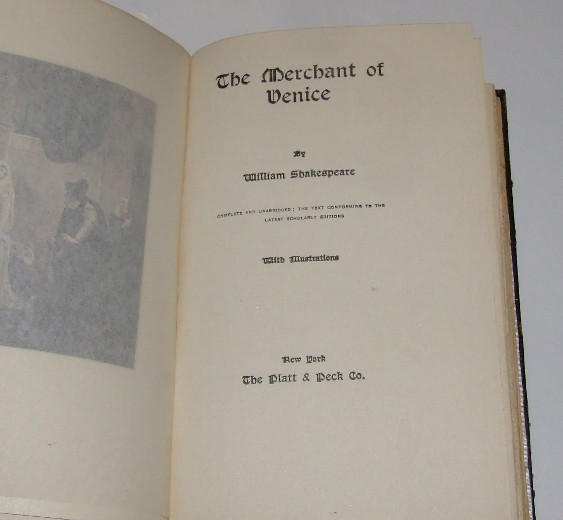 The Merchant of
Venice
By
William Shakespeare
COMPLETE AND UNABRIDGED; THE TEXT CONFORMING TO THE
LATEST SCHOLARLY EDITIONS
With Illustrations
New York
The Platt & Peck Co.